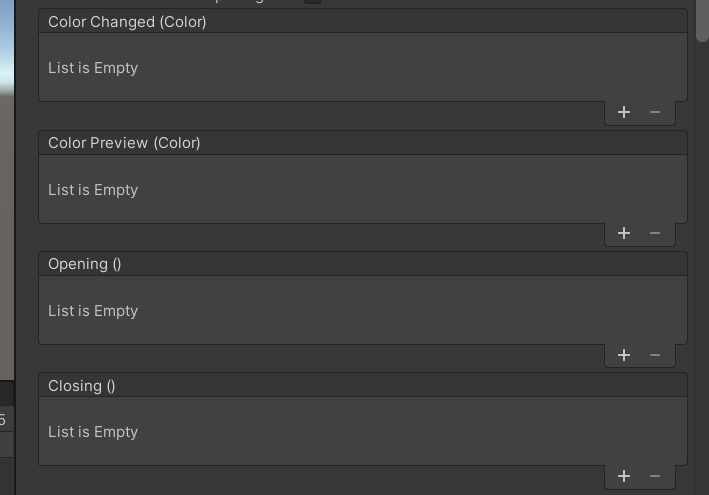 Color Changed (Color)
List is Empty
Color Preview (Color)
List is Empty
Opening ()
List is Empty
Closing ()
5
List is Empty